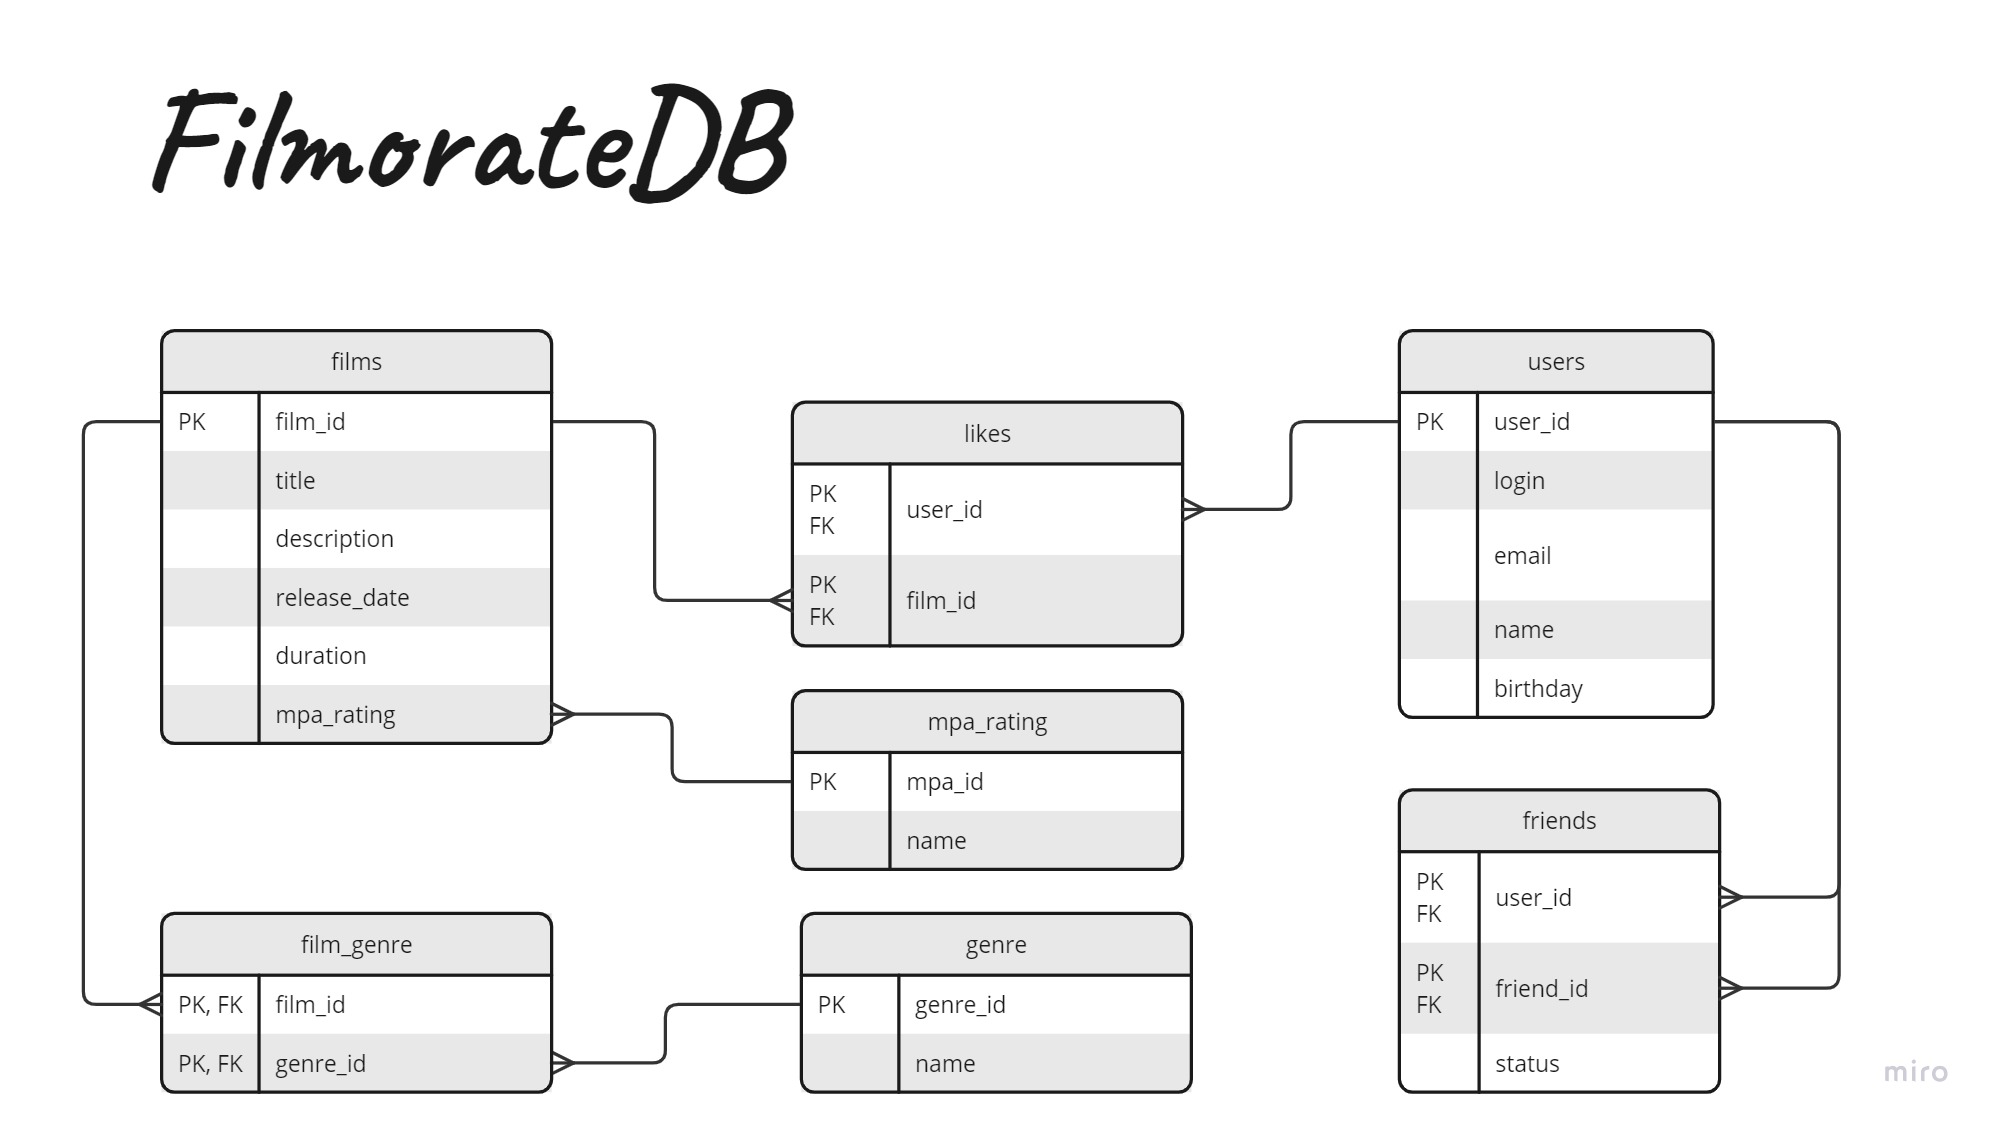 FilmorateDB
films
PK film_id
title
description
release_date
duration
mpa_rating
likes
PK
FK
user_id
PK
FK
film_id
users
PK user_id
login
email
name
birthday
mpa_rating
PK mpa_id
name
friends
PK
FK
user_id
PK
FK
friend_id
status
film_genre
PK, FK film_id
PK, FK genre_id
genre
PK genre_id
name
miro